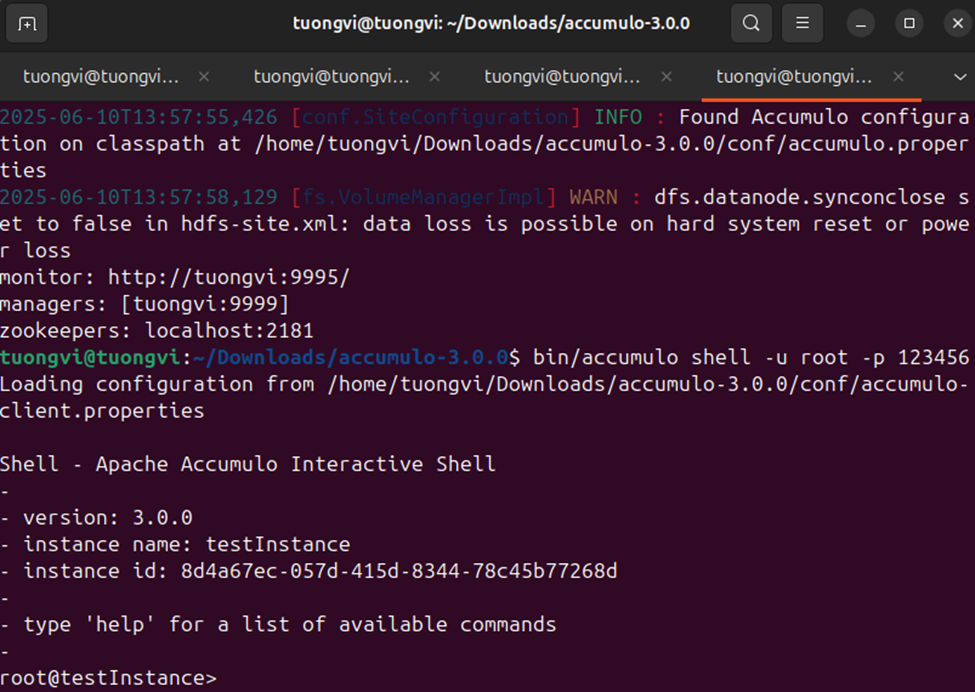 tuongvi@tuongvi: ~/Downloads/accumulo-3.0.0
tuongvi@tuongvi... × tuongvi@tuongvi... × tuongvi@tuongvi... × tuongvi@tuongvi... ×
2025-06-10T13:57:55,426 [conf.SiteConfiguration] INFO : Found Accumulo configura
tion on classpath at /home/tuongvi/Downloads/accumulo-3.0.0/conf/accumulo.proper
ties
2025-06-10T13:57:58,129 [fs.VolumeManagerImpl] WARN : dfs.datanode.synconclose s
et to false in hdfs-site.xml: data loss is possible on hard system reset or powe
r loss
monitor: http://tuongvi:9995/
managers: [tuongvi:9999]
zookeepers: localhost:2181
tuongvi@tuongvi:~/Downloads/accumulo-3.0.0$ bin/accumulo shell -u root -p 123456
Loading configuration from /home/tuongvi/Downloads/accumulo-3.0.0/conf/accumulo-
client.properties
Shell - Apache Accumulo Interactive Shell
-
- version: 3.0.0
- instance name: testInstance
- instance id: 8d4a67ec-057d-415d-8344-78c45b77268d
-
- type 'help' for a list of available commands
-
root@testInstance>